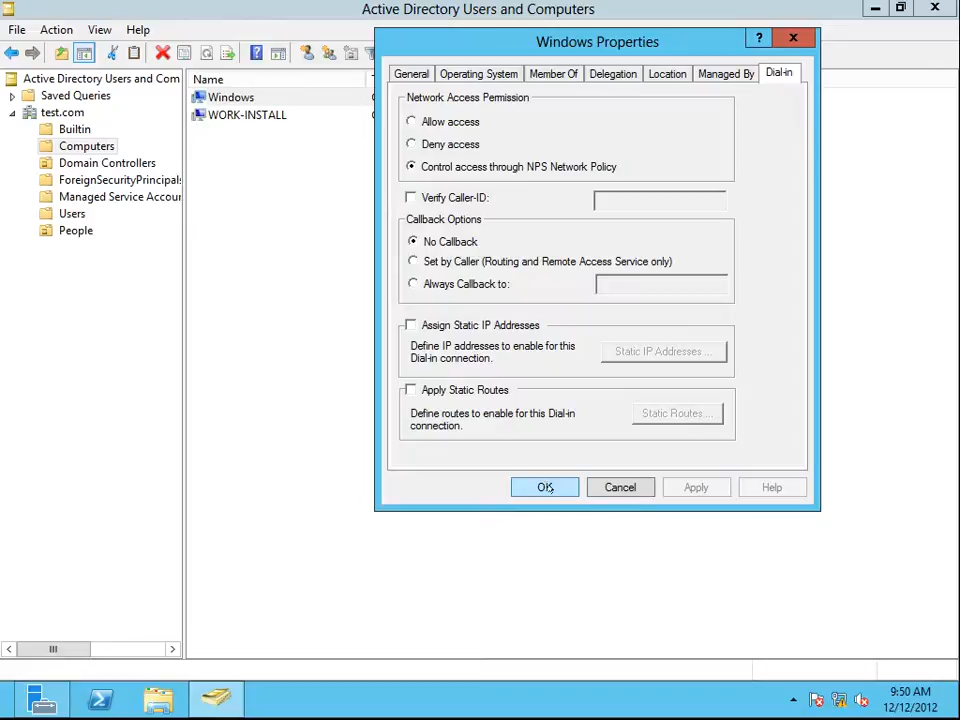 Active Directory Users and Computers
File Action View Help
Active Directory Users and Com
Saved Queries
test.com
Builtin
Computers
Domain Controllers
ForeignSecurityPrincipals
Managed Service Accour
Users
People
Name
Windows
WORK-INSTALL
Windows Properties
?
General Operating System Member Of Delegation Location Managed By Dial-in
Network Access Permission
Allow access
Deny access
Control access through NPS Network Policy
Verify Caller-ID:
Callback Options
No Callback
Set by Caller (Routing and Remote Access Service only)
Always Callback to:
Assign Static IP Addresses
Define IP addresses to enable for this
Dial-in connection.
Static IP Addresses ...
Apply Static Routes
Define routes to enable for this Dial-in
connection.
Static Routes ...
OK Cancel Apply Help
9:50 AM
12/12/2012